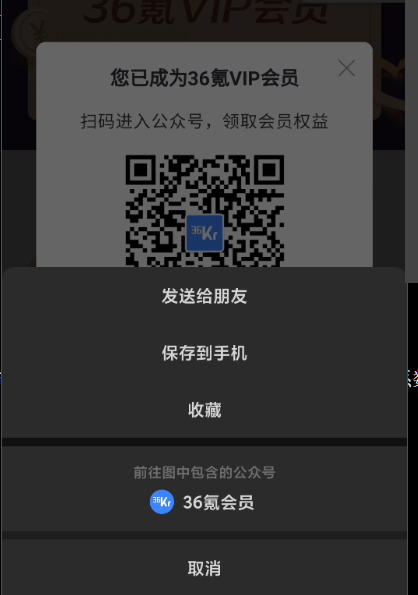 36氪VIP会员
您已成为36氪VIP会员
扫码进入公众号，领取会员权益
36Kr
发送给朋友
保存到手机
收藏
前往图中包含的公众号
36Kr 36氪会员
取消